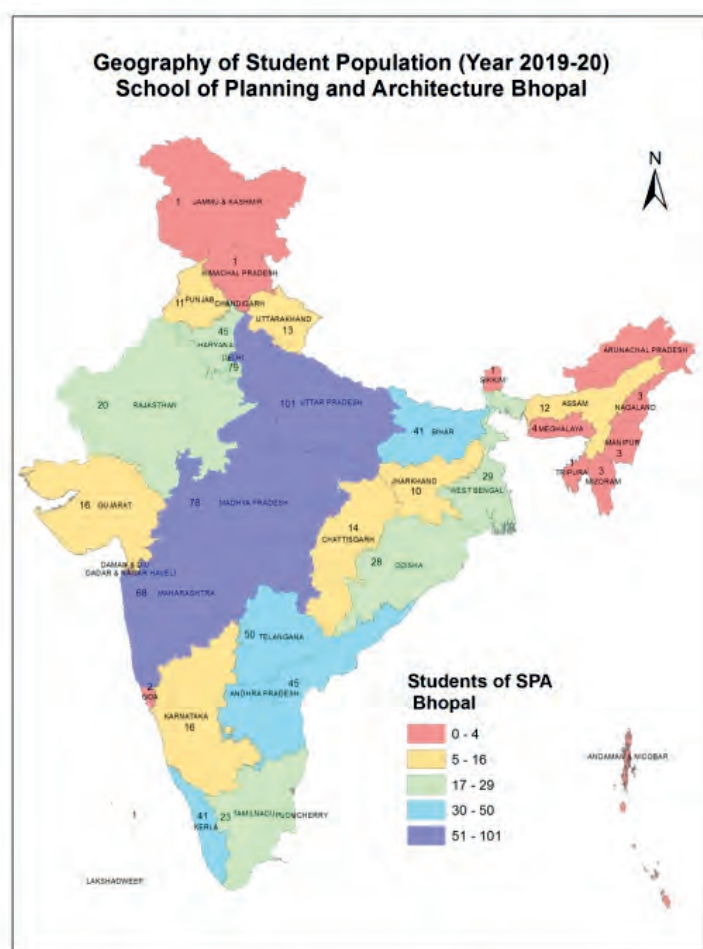 Geography of Student Population (Year 2019-20)
School of Planning and Architecture Bhopal
N
1 JAMMU & KASHMIR
1
HIMACHAL PRADESH
11 PUNJAB
CHANDIGARH
UTTARAKHAND
13
45
HARYANA
DELHI
79
ARUNACHAL PRADESH
1
SIKKIM
20 RAJASTHAN
101 UTTAR PRADESH
12 ASSAM
3
NAGALAND
4 MEGHALAYA
41 BIHAR
MANIPUR
3
1
TRIPURA
3
MIZORAM
JHARKHAND
10
29
WEST BENGAL
16 GUJARAT
78 MADHYA PRADESH
14
CHATTISGARH
28 ODISHA
DAMAN & DIU
DADAR & NAGAR HAVELI
68 MAHARASHTRA
50 TELANGANA
45
ANDHRA PRADESH
2
GOA
KARNATAKA
16
Students of SPA
Bhopal
0 - 4
5 - 16
17 - 29
30 - 50
51 - 101
ANDAMAN & NICOBAR
41
KERLA
23 TAMILNADU
PUDUCHERRY
1
LAKSHADWEEP